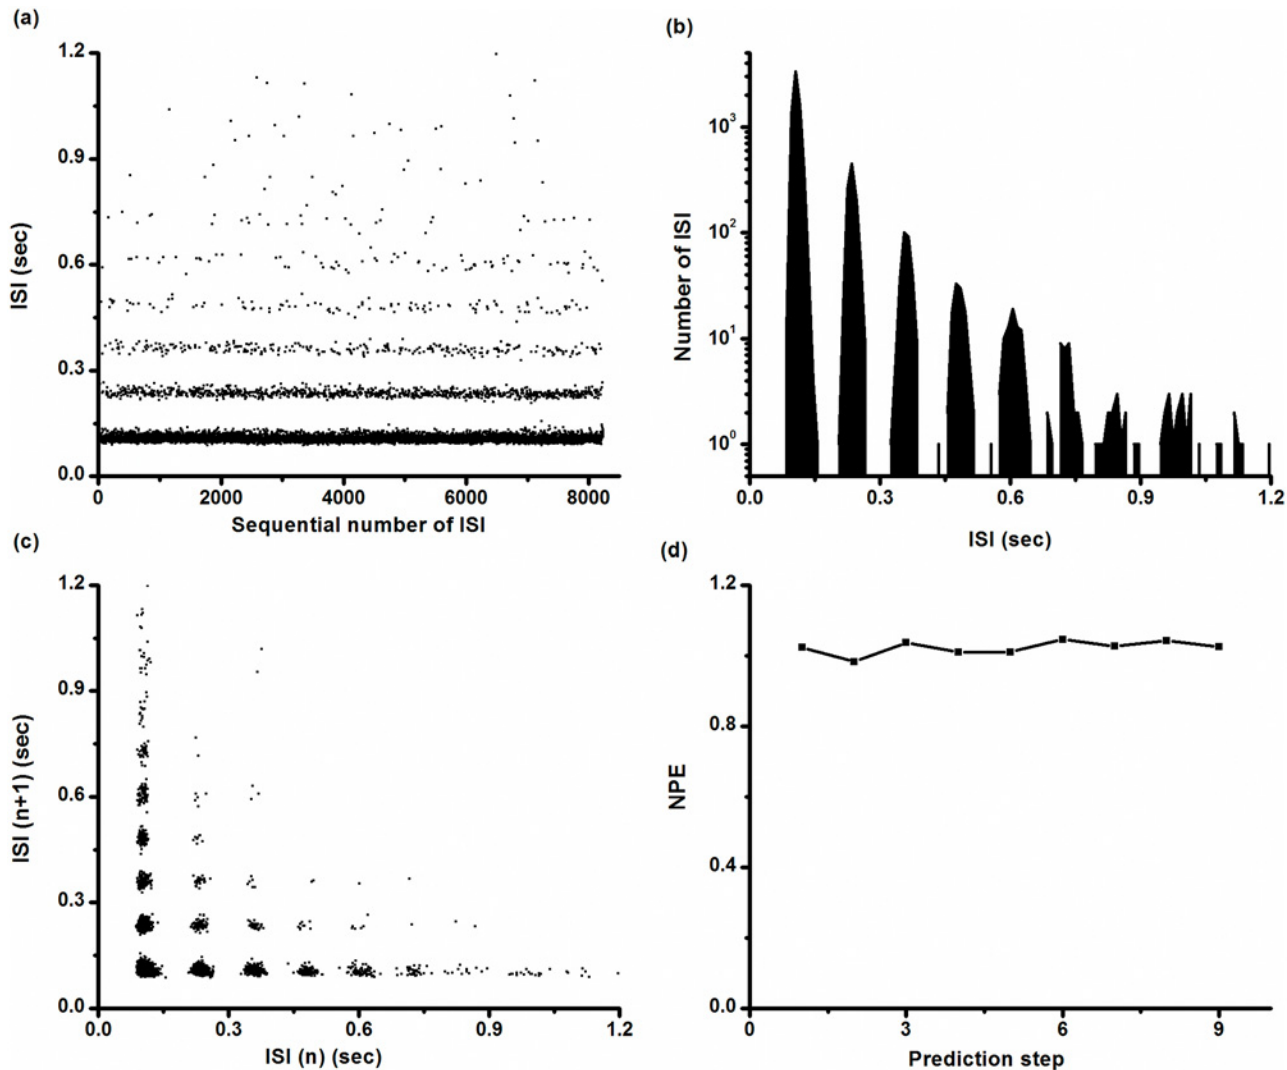 (a)
1.2
0.9
0.6
0.3
0.0
ISI (sec)
0 2000 4000 6000 8000
Sequential number of ISI
(b)
10³
10²
10¹
10⁰
Number of ISI
0.0 0.3 0.6 0.9 1.2
ISI (sec)
(c)
1.2
0.9
0.6
0.3
0.0
ISI (n+1) (sec)
0.0 0.3 0.6 0.9 1.2
ISI (n) (sec)
(d)
1.2
0.8
0.4
0.0
NPE
0 3 6 9
Prediction step